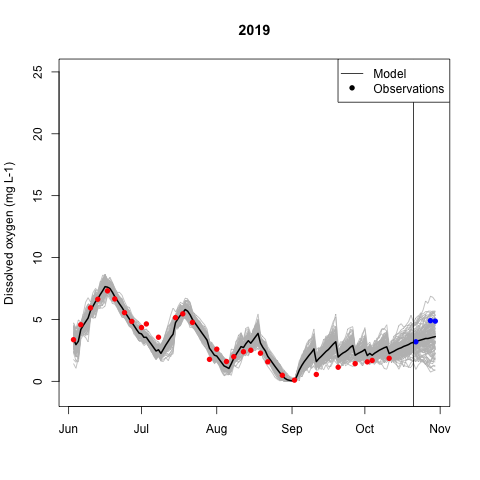 2019
Model
Observations
Dissolved oxygen (mg L-1)
25
20
15
10
5
0
Jun Jul Aug Sep Oct Nov